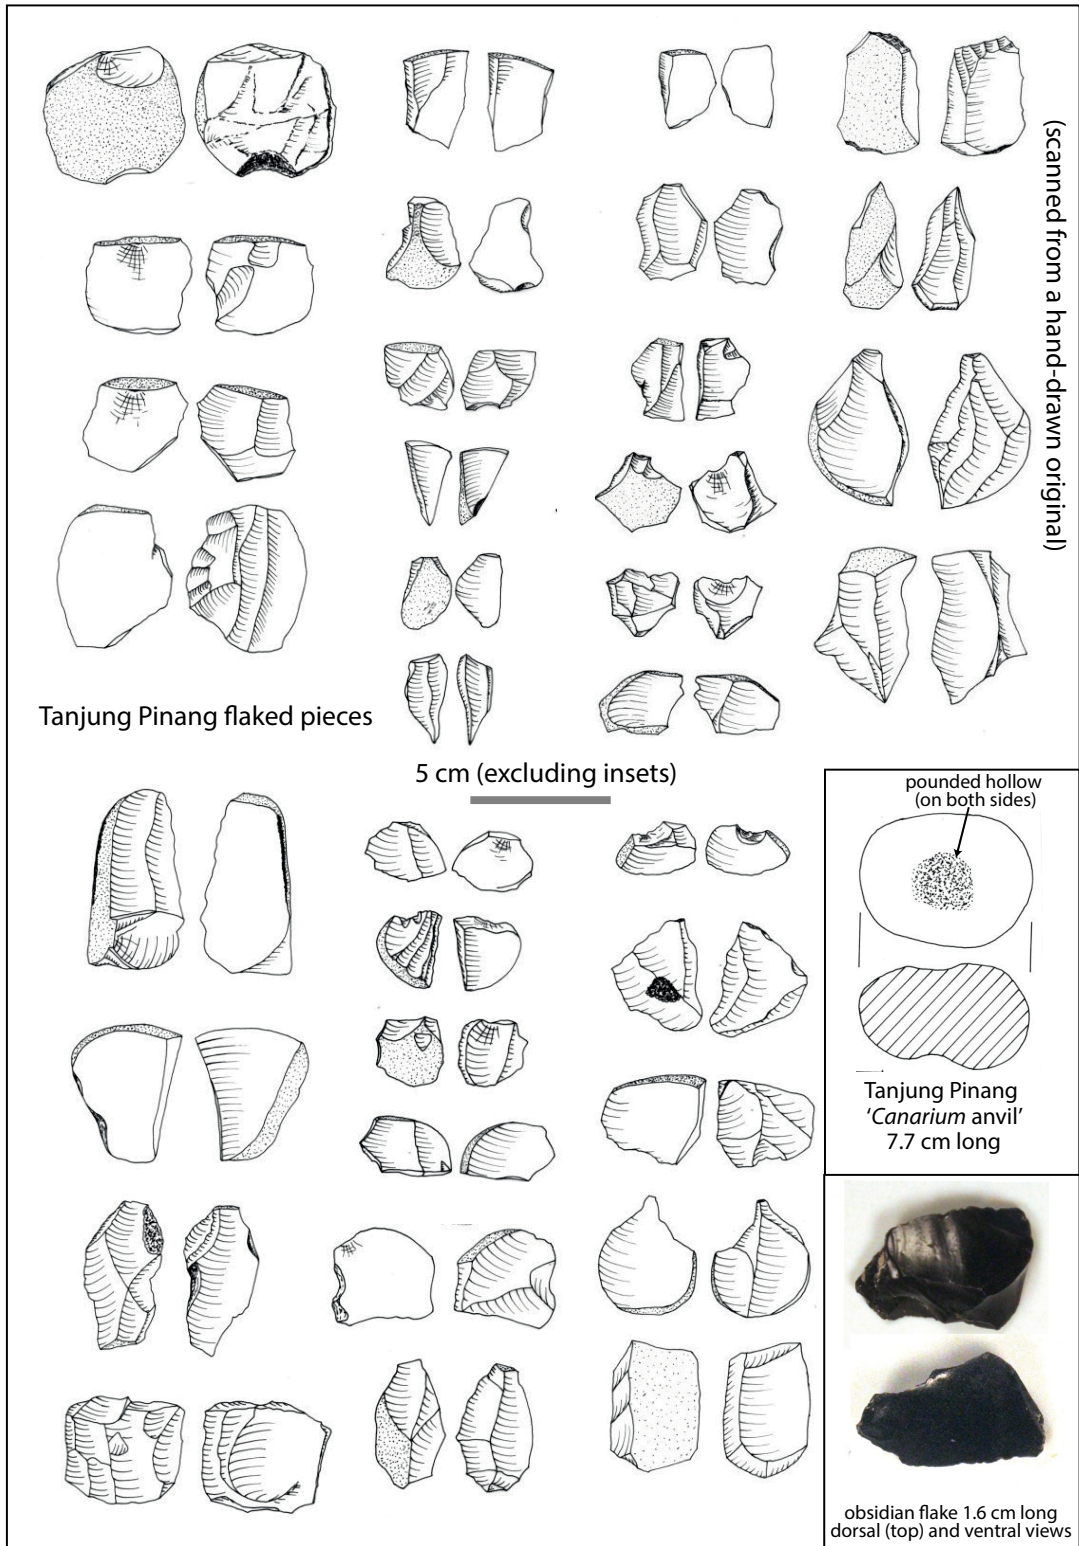 (scanned from a hand-drawn original)
Tanjung Pinang flaked pieces
5 cm (excluding insets)
pounded hollow
(on both sides)
Tanjung Pinang
‘Canarium anvil’
7.7 cm long
obsidian flake 1.6 cm long
dorsal (top) and ventral views